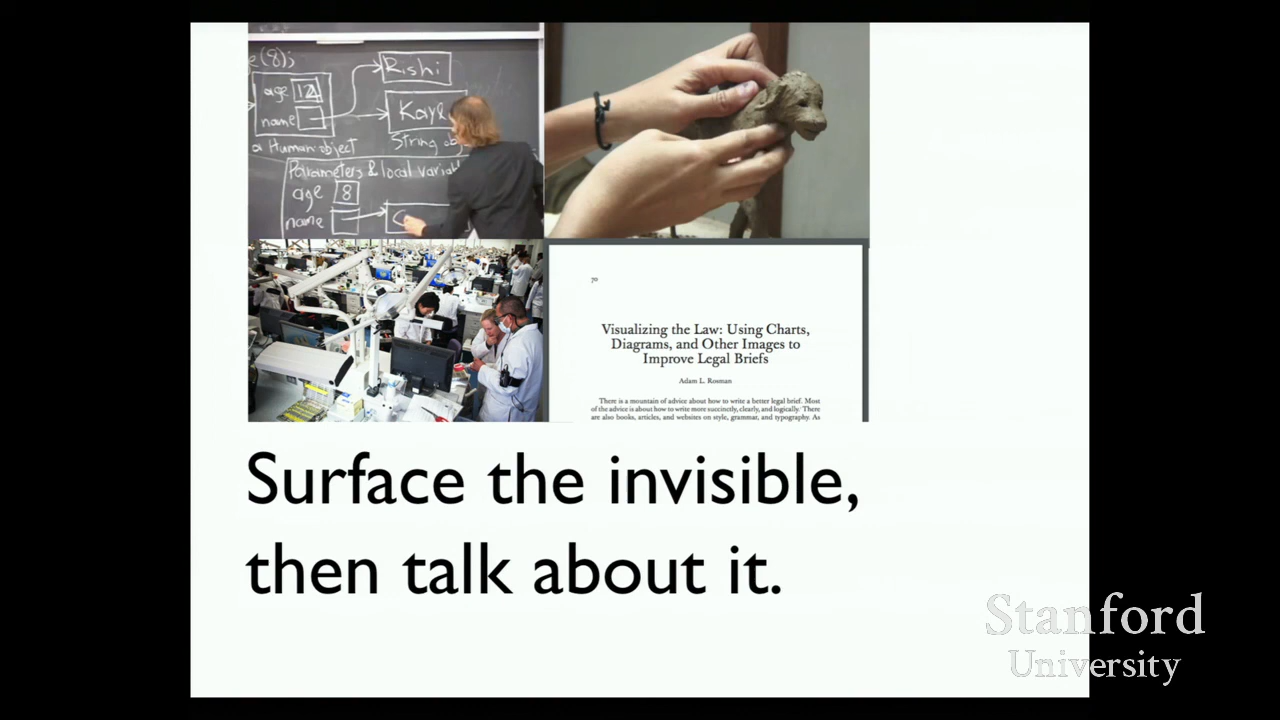 e(8);
age 12
name
a Human object
Rishi
Kayl
String ob
Parameters & local variab
age 8
name
C
70
Visualizing the Law: Using Charts,
Diagrams, and Other Images to
Improve Legal Briefs
Adam L. Rosman
There is a mountain of advice about how to write a better legal brief. Most
of the advice is about how to write more succinctly, clearly, and logically. There
are also books, articles, and websites on style, grammar, and typography. As
Surface the invisible,
then talk about it.
Stanford
University